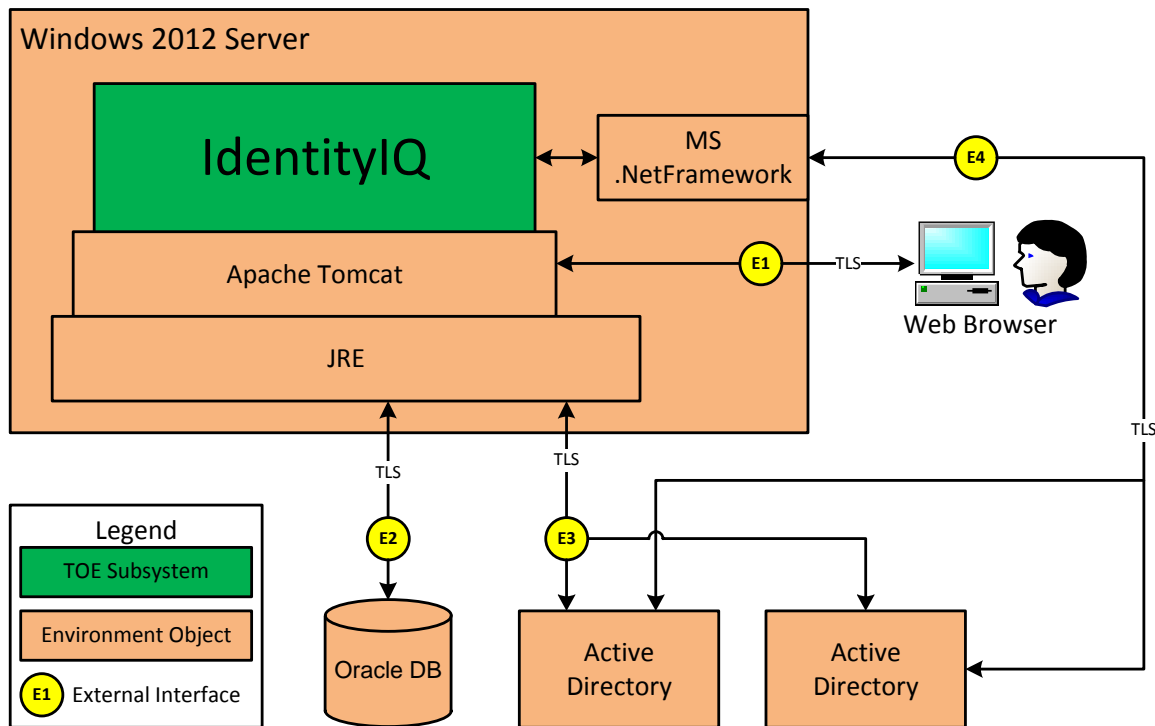 Windows 2012 Server
IdentityIQ
MS
.NetFramework
E4
Apache Tomcat
E1
TLS
Web Browser
JRE
TLS
TLS
TLS
Legend
TOE Subsystem
Environment Object
E1 External Interface
E2
E3
Oracle DB
Active
Directory
Active
Directory